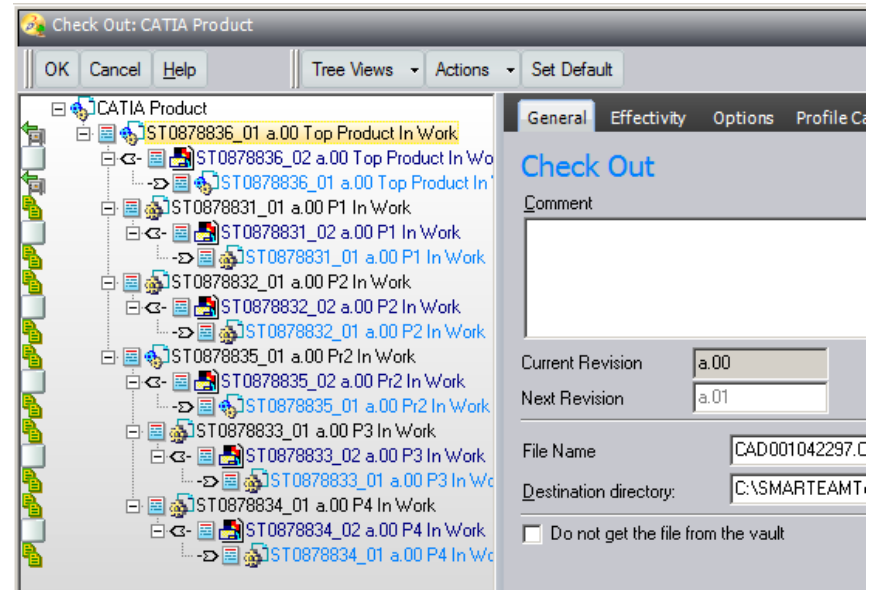 Check Out: CATIA Product
OK Cancel Help Tree Views Actions Set Default
CATIA Product
ST0878836_01 a.00 Top Product In Work
ST0878836_02 a.00 Top Product In Wo
ST0878836_01 a.00 Top Product In
ST0878831_01 a.00 P1 In Work
ST0878831_02 a.00 P1 In Work
ST0878831_01 a.00 P1 In Work
ST0878832_01 a.00 P2 In Work
ST0878832_02 a.00 P2 In Work
ST0878832_01 a.00 P2 In Work
ST0878835_01 a.00 Pr2 In Work
ST0878835_02 a.00 Pr2 In Work
ST0878835_01 a.00 Pr2 In Work
ST0878833_01 a.00 P3 In Work
ST0878833_02 a.00 P3 In Work
ST0878833_01 a.00 P3 In Wo
ST0878834_01 a.00 P4 In Work
ST0878834_02 a.00 P4 In Work
ST0878834_01 a.00 P4 In Wo
General Effectivity Options Profile Ca
Check Out
Comment
Current Revision a.00
Next Revision a.01
File Name CAD001042297.C
Destination directory: C:\SMARTEAMT
Do not get the file from the vault